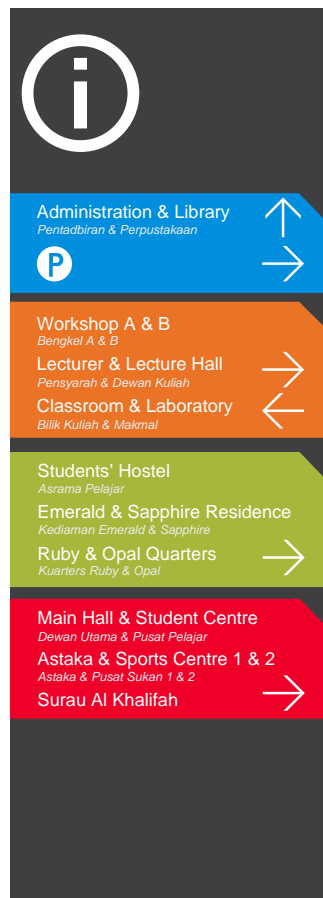 i
Administration & Library
Pentadbiran & Perpustakaan
P
Workshop A & B
Bengkel A & B
Lecturer & Lecture Hall
Pensyarah & Dewan Kuliah
Classroom & Laboratory
Bilik Kuliah & Makmal
Students’ Hostel
Asrama Pelajar
Emerald & Sapphire Residence
Kediaman Emerald & Sapphire
Ruby & Opal Quarters
Kuarters Ruby & Opal
Main Hall & Student Centre
Dewan Utama & Pusat Pelajar
Astaka & Sports Centre 1 & 2
Astaka & Pusat Sukan 1 & 2
Surau Al Khalifah